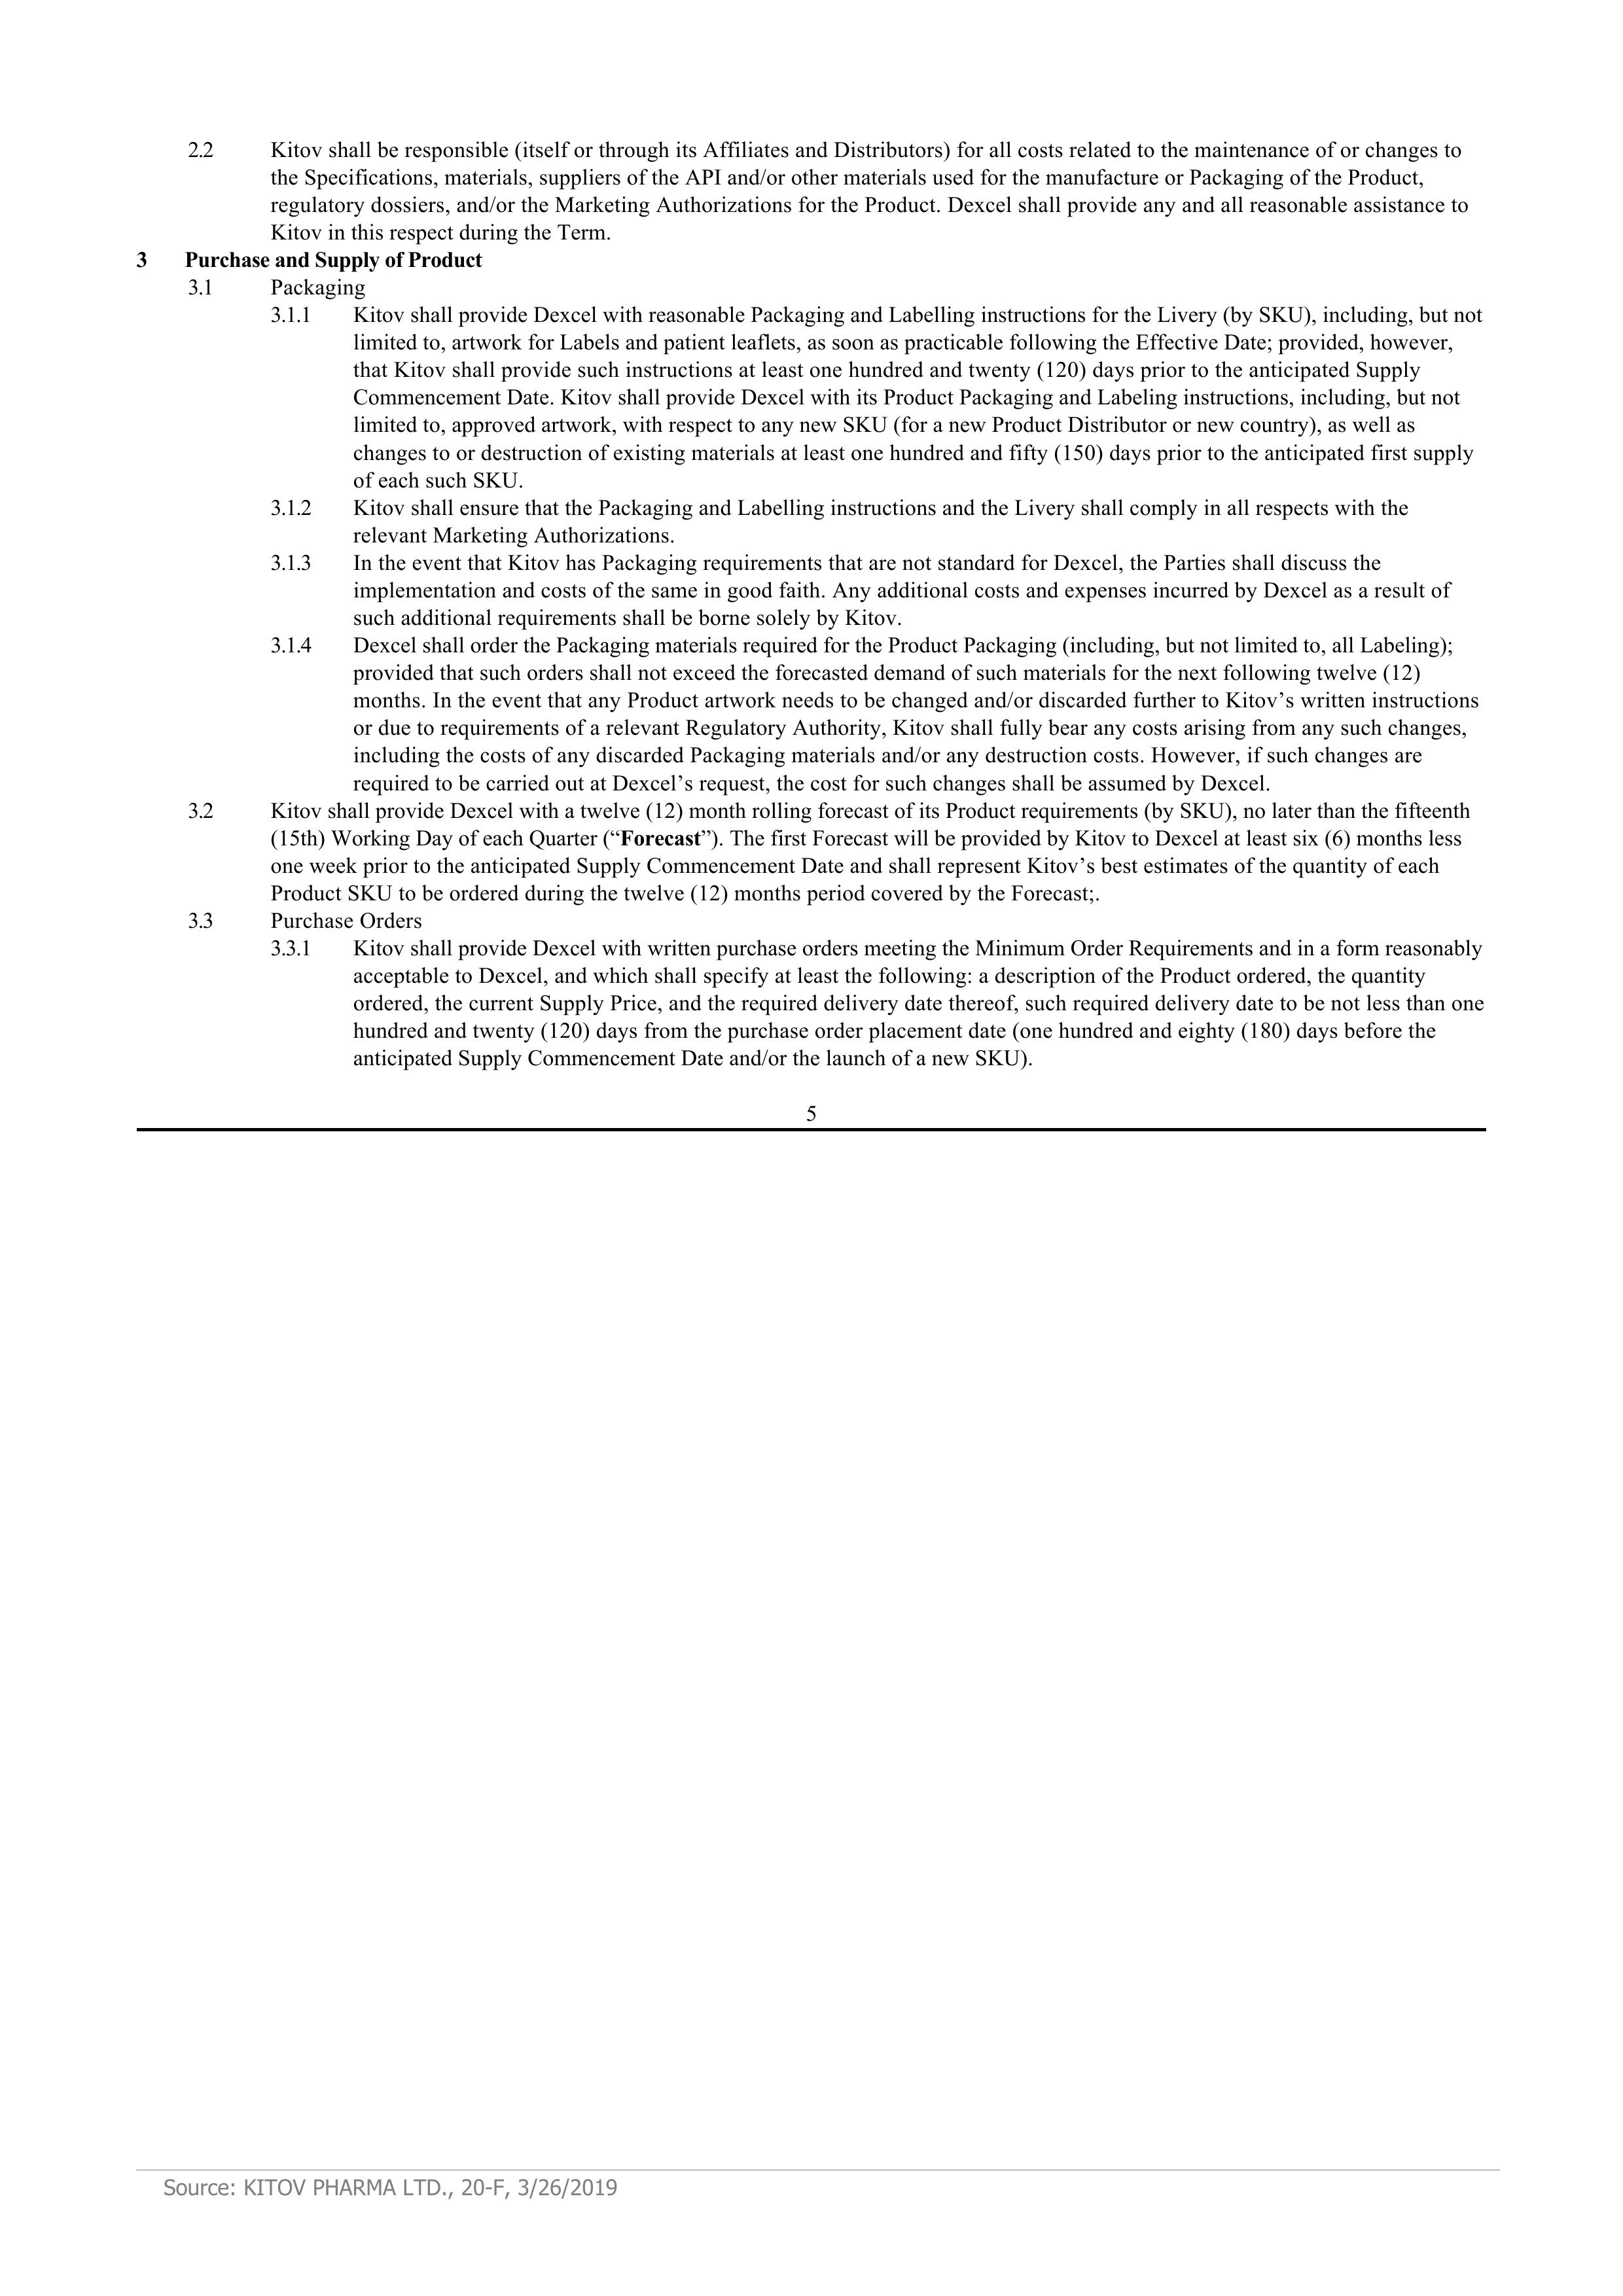 2.2 Kitov shall be responsible (itself or through its Affiliates and Distributors) for all costs related to the maintenance of or changes to
the Specifications, materials, suppliers of the API and/or other materials used for the manufacture or Packaging of the Product,
regulatory dossiers, and/or the Marketing Authorizations for the Product. Dexcel shall provide any and all reasonable assistance to
Kitov in this respect during the Term.
3 Purchase and Supply of Product
3.1 Packaging
3.1.1 Kitov shall provide Dexcel with reasonable Packaging and Labelling instructions for the Livery (by SKU), including, but not
limited to, artwork for Labels and patient leaflets, as soon as practicable following the Effective Date; provided, however,
that Kitov shall provide such instructions at least one hundred and twenty (120) days prior to the anticipated Supply
Commencement Date. Kitov shall provide Dexcel with its Product Packaging and Labeling instructions, including, but not
limited to, approved artwork, with respect to any new SKU (for a new Product Distributor or new country), as well as
changes to or destruction of existing materials at least one hundred and fifty (150) days prior to the anticipated first supply
of each such SKU.
3.1.2 Kitov shall ensure that the Packaging and Labelling instructions and the Livery shall comply in all respects with the
relevant Marketing Authorizations.
3.1.3 In the event that Kitov has Packaging requirements that are not standard for Dexcel, the Parties shall discuss the
implementation and costs of the same in good faith. Any additional costs and expenses incurred by Dexcel as a result of
such additional requirements shall be borne solely by Kitov.
3.1.4 Dexcel shall order the Packaging materials required for the Product Packaging (including, but not limited to, all Labeling);
provided that such orders shall not exceed the forecasted demand of such materials for the next following twelve (12)
months. In the event that any Product artwork needs to be changed and/or discarded further to Kitov’s written instructions
or due to requirements of a relevant Regulatory Authority, Kitov shall fully bear any costs arising from any such changes,
including the costs of any discarded Packaging materials and/or any destruction costs. However, if such changes are
required to be carried out at Dexcel’s request, the cost for such changes shall be assumed by Dexcel.
3.2 Kitov shall provide Dexcel with a twelve (12) month rolling forecast of its Product requirements (by SKU), no later than the fifteenth
(15th) Working Day of each Quarter (“Forecast”). The first Forecast will be provided by Kitov to Dexcel at least six (6) months less
one week prior to the anticipated Supply Commencement Date and shall represent Kitov’s best estimates of the quantity of each
Product SKU to be ordered during the twelve (12) months period covered by the Forecast;.
3.3 Purchase Orders
3.3.1 Kitov shall provide Dexcel with written purchase orders meeting the Minimum Order Requirements and in a form reasonably
acceptable to Dexcel, and which shall specify at least the following: a description of the Product ordered, the quantity
ordered, the current Supply Price, and the required delivery date thereof, such required delivery date to be not less than one
hundred and twenty (120) days from the purchase order placement date (one hundred and eighty (180) days before the
anticipated Supply Commencement Date and/or the launch of a new SKU).
5
Source: KITOV PHARMA LTD., 20-F, 3/26/2019